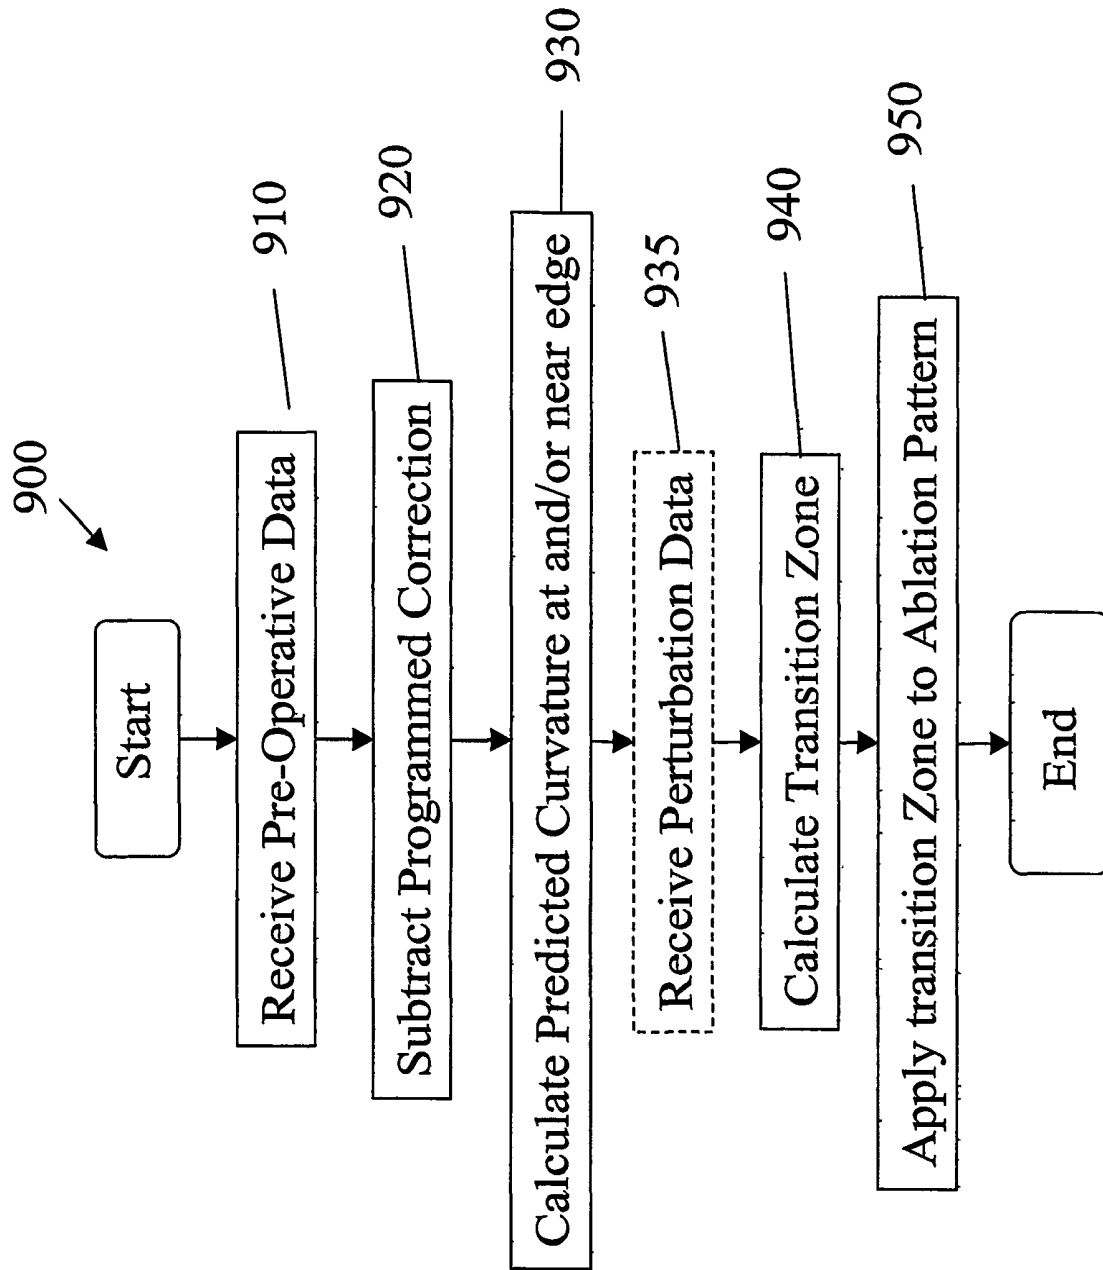 900
Start
Receive Pre-Operative Data
910
Subtract Programmed Correction
920
Calculate Predicted Curvature at and/or near edge
930
Receive Perturbation Data
935
Calculate Transition Zone
940
Apply transition Zone to Ablation Pattern
950
End